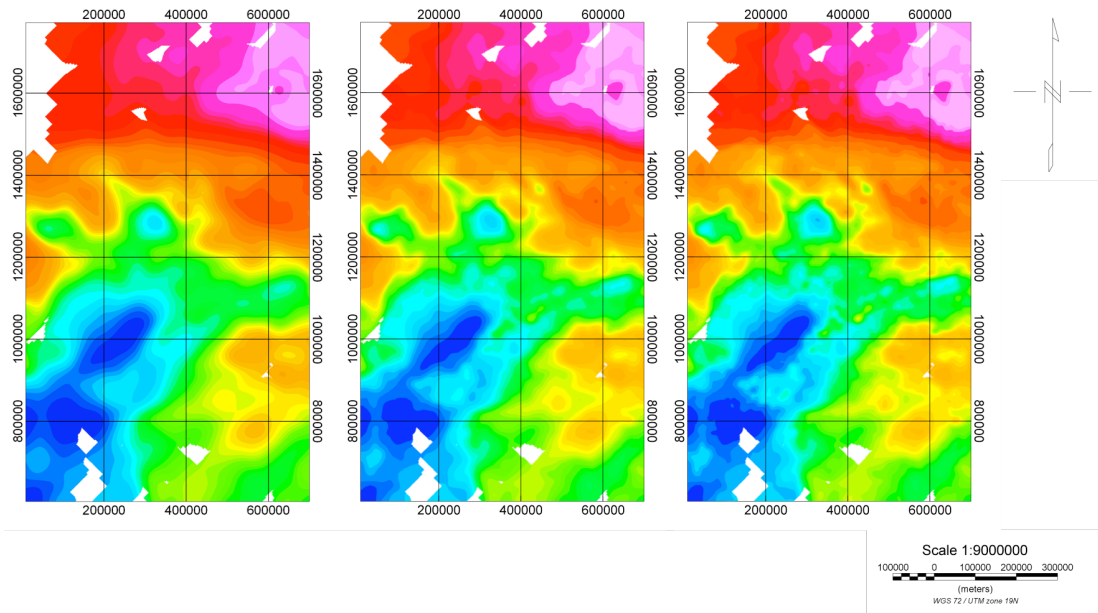 200000 400000 600000 200000 400000 600000 200000 400000 600000
1600000 1600000 1600000 1600000 1600000 1600000
1400000 1400000 1400000 1400000 1400000 1400000
1200000 1200000 1200000 1200000 1200000 1200000
1000000 1000000 1000000 1000000 1000000 1000000
800000 800000 800000 800000 800000 800000
200000 400000 600000 200000 400000 600000 200000 400000 600000
N
Scale 1:9000000
100000 0 100000 200000 300000
(meters)
WGS 72 / UTM zone 19N